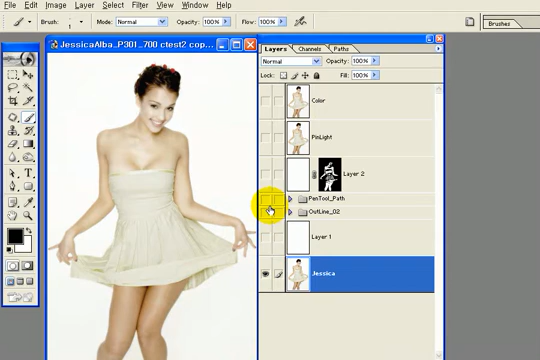 File Edit Image Layer Select Filter View Window Help
Brush: 1 Mode: Normal Opacity: 100% Flow: 100%
Brushes
JessicaAlba_P301_700 ctest2 cop...
Layers Channels Paths
Normal Opacity: 100%
Lock: Fill: 100%
Color
PinLight
Layer 2
PenTool_Path
OutLine_02
Layer 1
Jessica